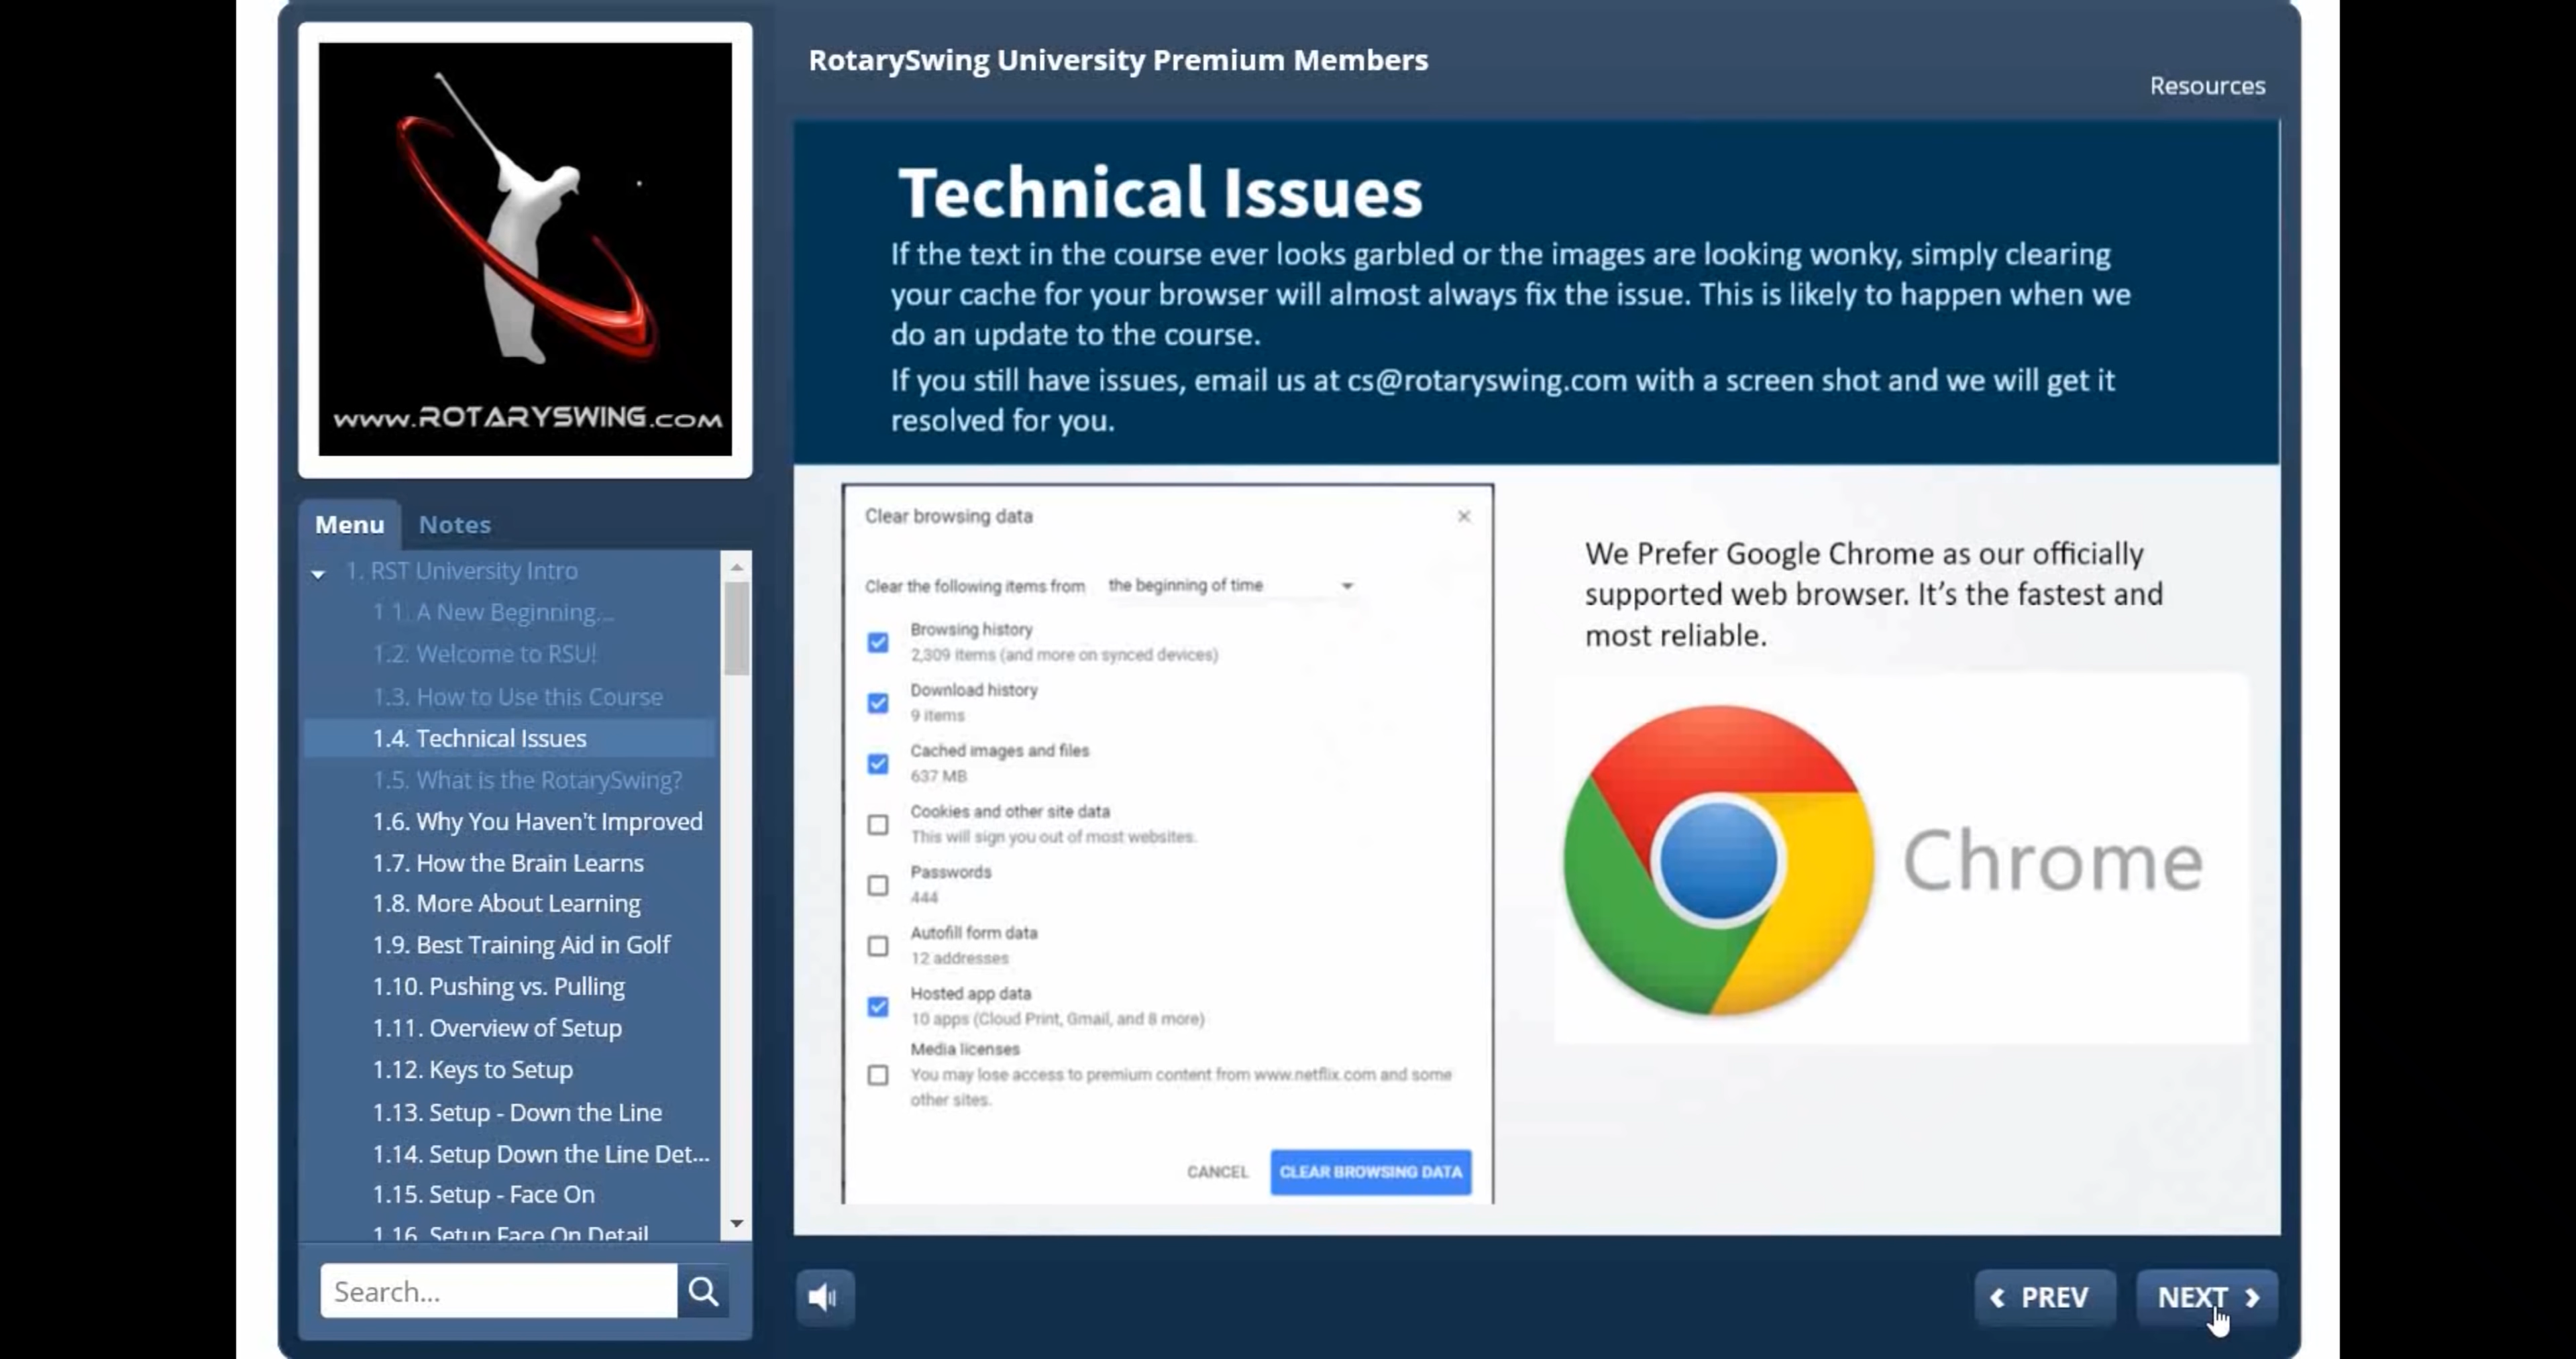 www.ROTARYSWING.com
RotarySwing University Premium Members
Resources
Menu
Notes
1. RST University Intro
1.1. A New Beginning...
1.2. Welcome to RSU!
1.3. How to Use this Course
1.4. Technical Issues
1.5. What is the RotarySwing?
1.6. Why You Haven't Improved
1.7. How the Brain Learns
1.8. More About Learning
1.9. Best Training Aid in Golf
1.10. Pushing vs. Pulling
1.11. Overview of Setup
1.12. Keys to Setup
1.13. Setup - Down the Line
1.14. Setup Down the Line Det...
1.15. Setup - Face On
1.16. Setup Face On Detail
Search...
Technical Issues
If the text in the course ever looks garbled or the images are looking wonky, simply clearing
your cache for your browser will almost always fix the issue. This is likely to happen when we
do an update to the course.
If you still have issues, email us at cs@rotaryswing.com with a screen shot and we will get it
resolved for you.
Clear browsing data
Clear the following items from the beginning of time
Browsing history
2,309 items (and more on synced devices)
Download history
9 items
Cached images and files
637 MB
Cookies and other site data
This will sign you out of most websites.
Passwords
444
Autofill form data
12 addresses
Hosted app data
10 apps (Cloud Print, Gmail, and 8 more)
Media licenses
You may lose access to premium content from www.netflix.com and some
other sites.
CANCEL
CLEAR BROWSING DATA
We Prefer Google Chrome as our officially
supported web browser. It's the fastest and
most reliable.
Chrome
PREV
NEXT